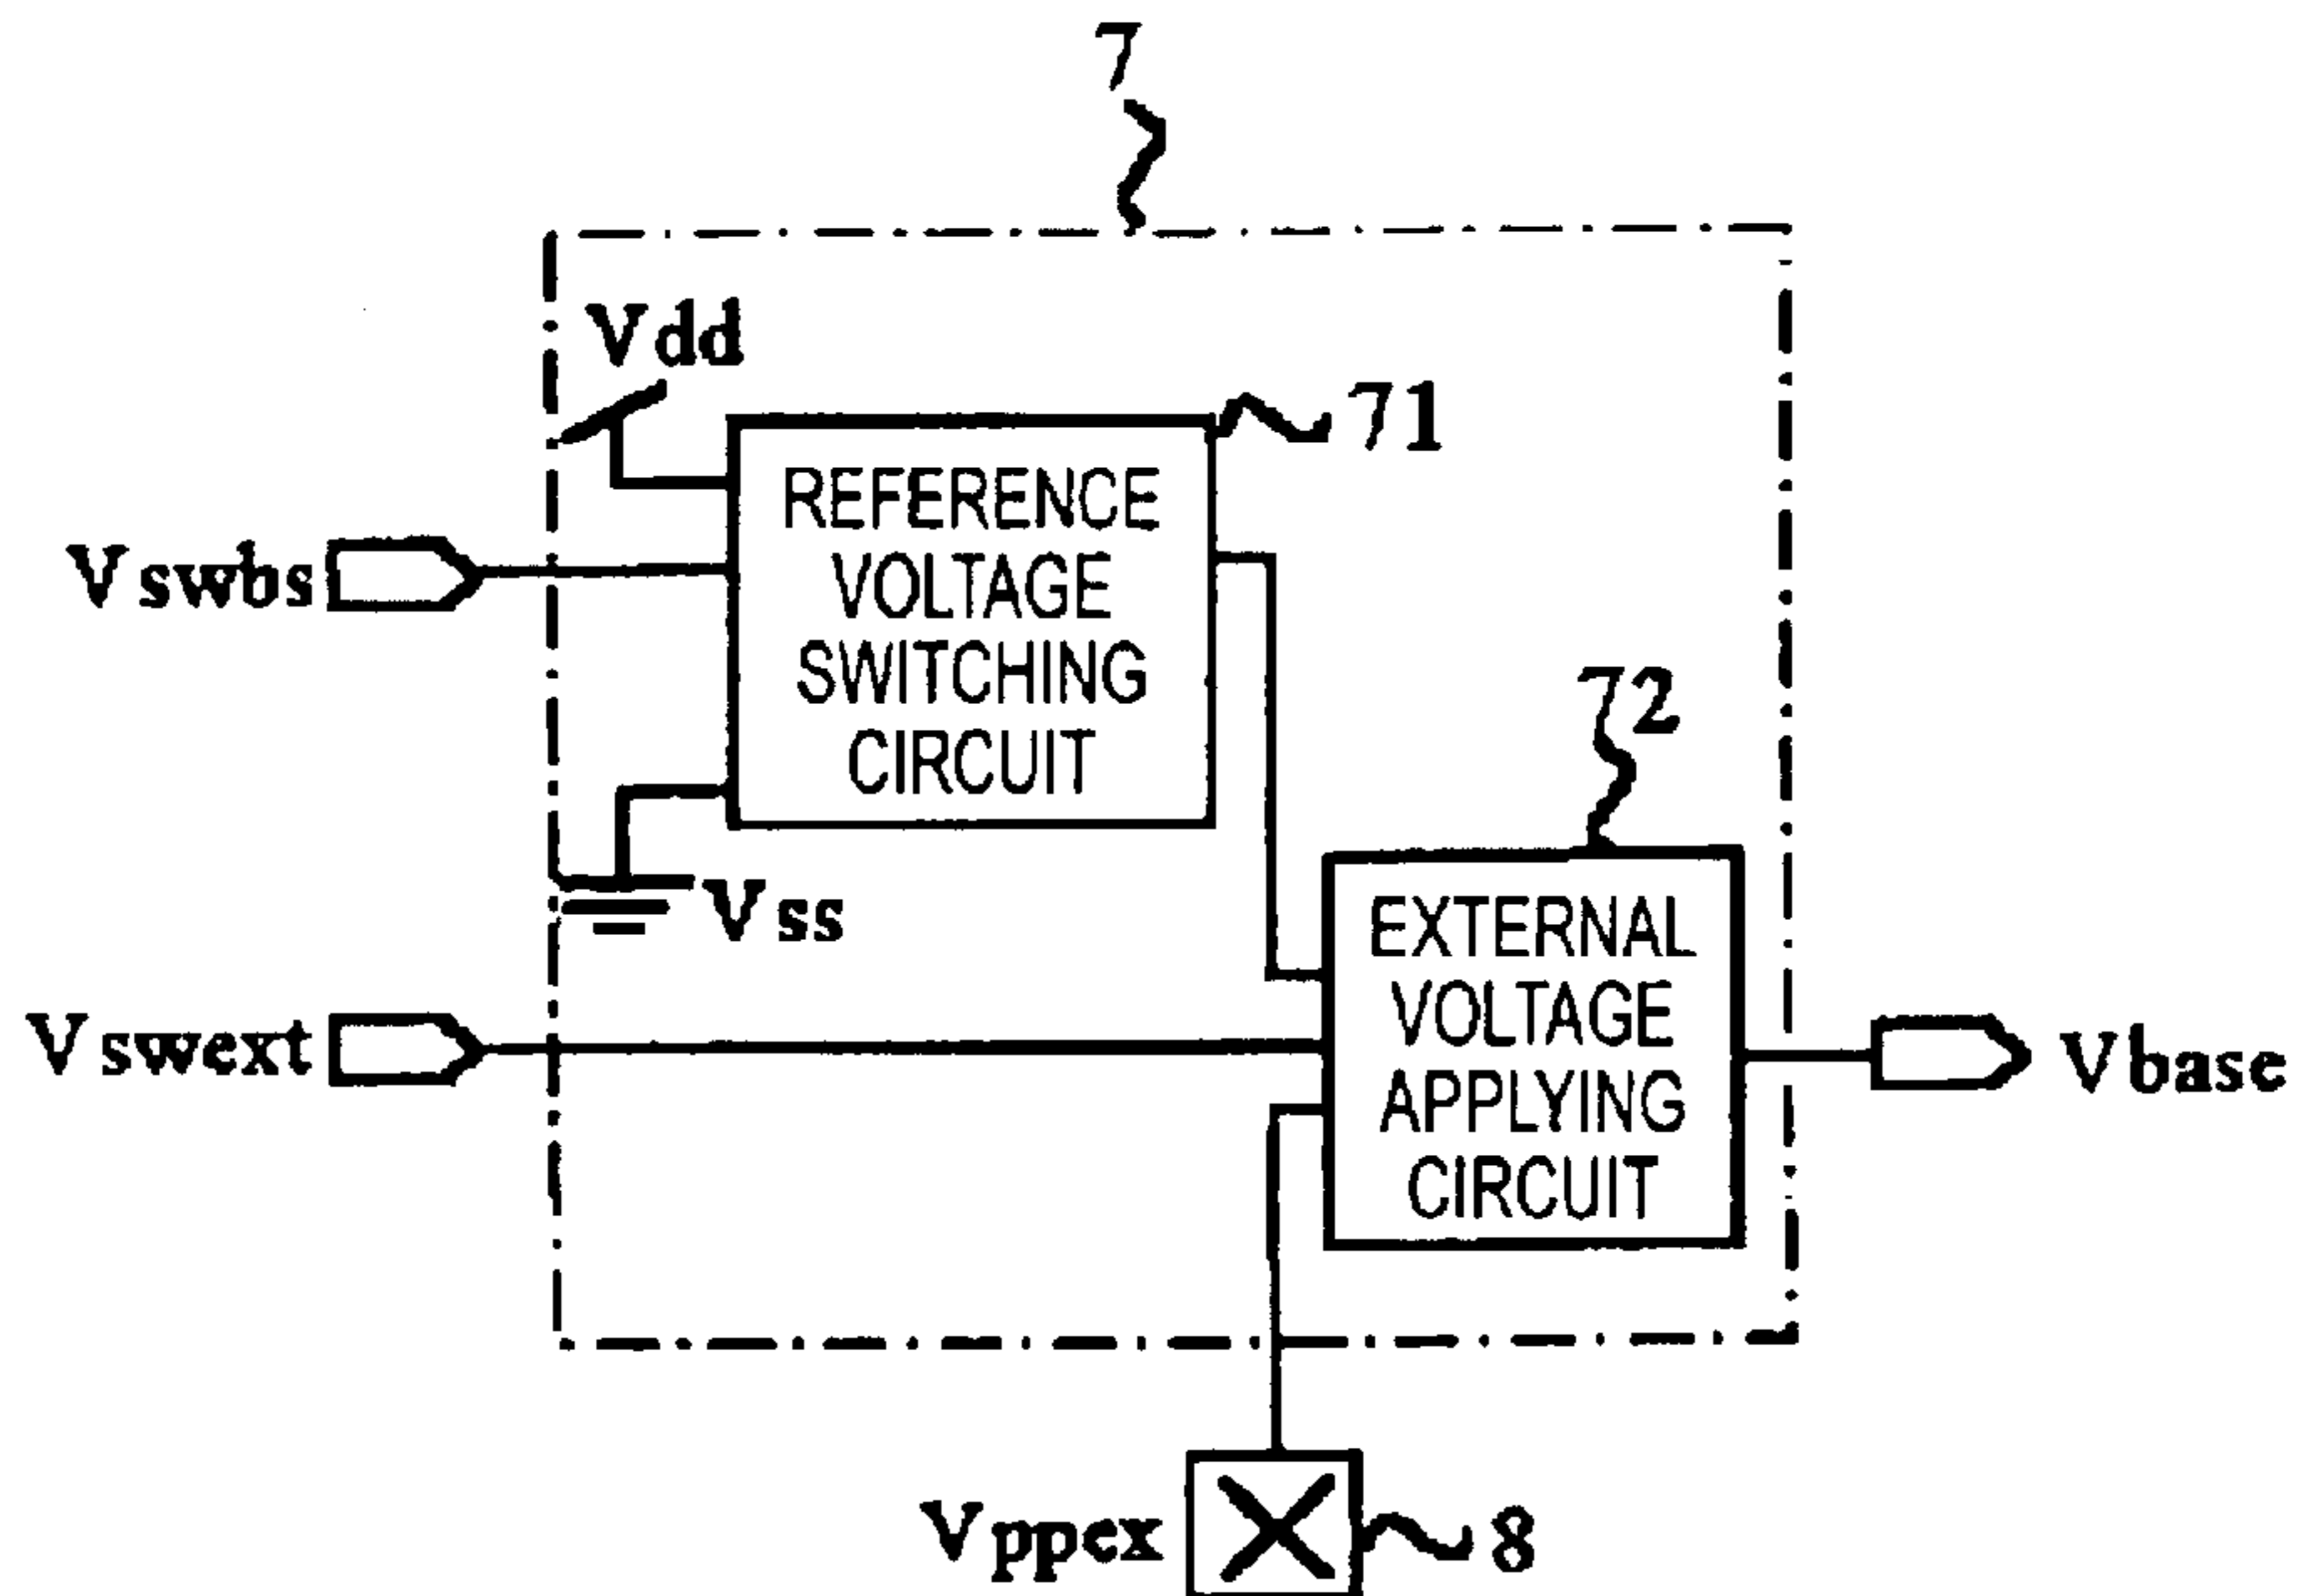 7
Vdd
71
REFERENCE
VOLTAGE
SWITCHING
CIRCUIT
Vswbs
72
Vss
EXTERNAL
VOLTAGE
APPLYING
CIRCUIT
Vswext
Vbase
Vppex
8